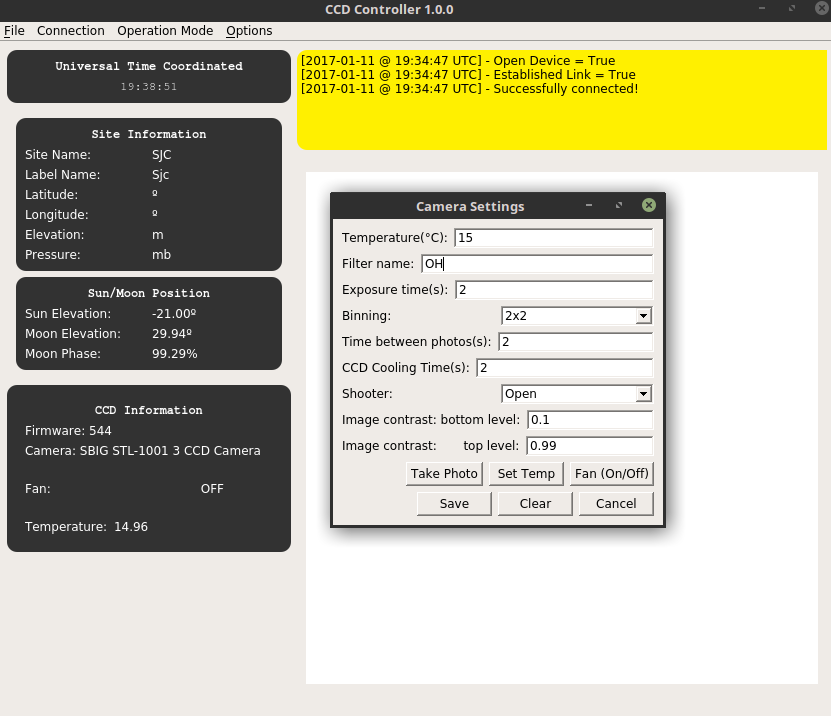 CCD Controller 1.0.0
File Connection Operation Mode Options
Universal Time Coordinated
19:38:51
Site Information
Site Name: SJC
Label Name: Sjc
Latitude: º
Longitude: º
Elevation: m
Pressure: mb
Sun/Moon Position
Sun Elevation: -21.00º
Moon Elevation: 29.94º
Moon Phase: 99.29%
CCD Information
Firmware: 544
Camera: SBIG STL-1001 3 CCD Camera
Fan: OFF
Temperature: 14.96
[2017-01-11 @ 19:34:47 UTC] - Open Device = True
[2017-01-11 @ 19:34:47 UTC] - Established Link = True
[2017-01-11 @ 19:34:47 UTC] - Successfully connected!
Camera Settings
Temperature(°C): 15
Filter name: OH
Exposure time(s): 2
Binning: 2x2
Time between photos(s): 2
CCD Cooling Time(s): 2
Shooter: Open
Image contrast: bottom level: 0.1
Image contrast: top level: 0.99
Take Photo Set Temp Fan (On/Off)
Save Clear Cancel